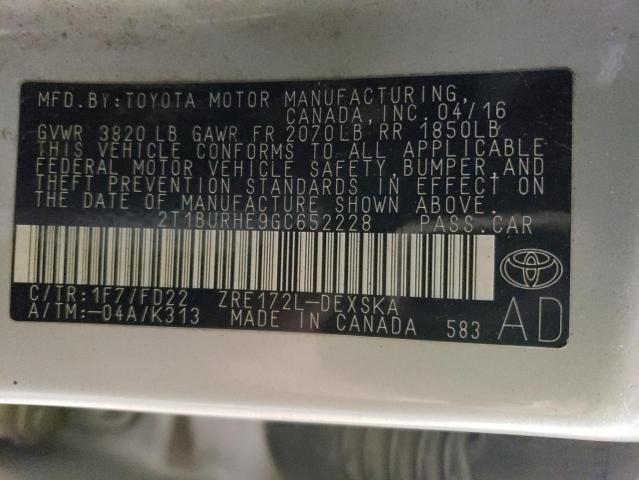 MFD. BY: TOYOTA MOTOR MANUFACTURING,
CANADA, INC. 04/16
GVWR 3820 LB GAWR FR 2070LB RR 1850LB
THIS VEHICLE CONFORMS TO ALL APPLICABLE
FEDERAL MOTOR VEHICLE SAFETY, BUMPER, AND
THEFT PREVENTION STANDARDS IN EFFECT ON
THE DATE OF MANUFACTURE SHOWN ABOVE.
2T1BURHE9GC652228 PASS. CAR
C/TR: 1F7/FD22 ZRE172L-DEXSKA
A/TM: -04A/K313 MADE IN CANADA 583 AD